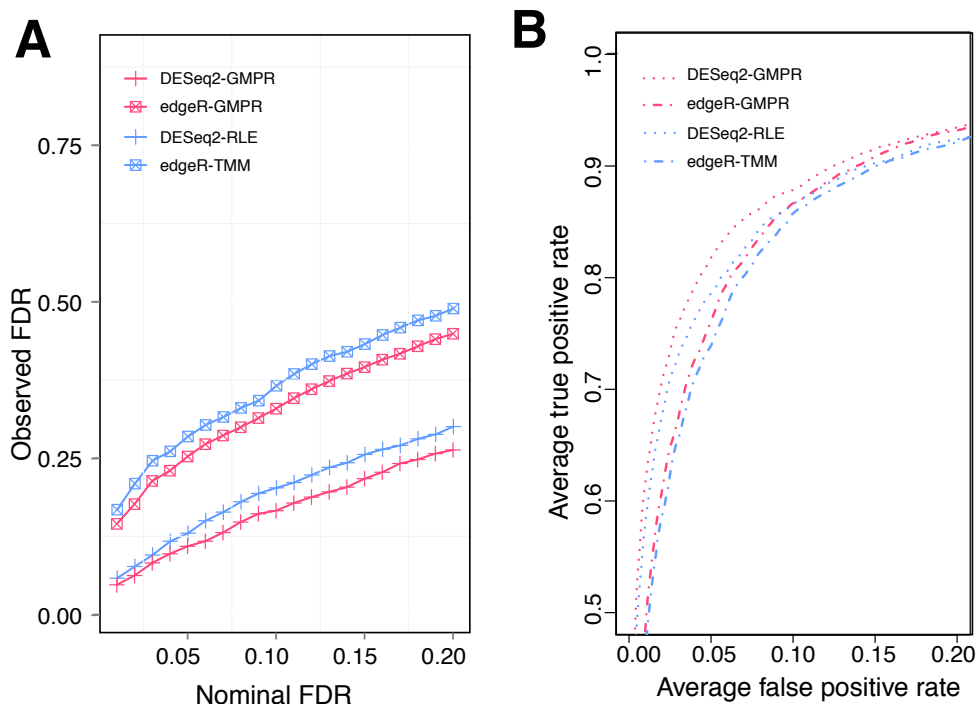 A
DESeq2-GMPR
edgeR-GMPR
DESeq2-RLE
edgeR-TMM
0.75
0.50
0.25
0.00
Observed FDR
0.05
0.10
0.15
0.20
Nominal FDR
B
DESeq2-GMPR
edgeR-GMPR
DESeq2-RLE
edgeR-TMM
1.0
0.9
0.8
0.7
0.6
0.5
Average true positive rate
0.00
0.05
0.10
0.15
0.20
Average false positive rate